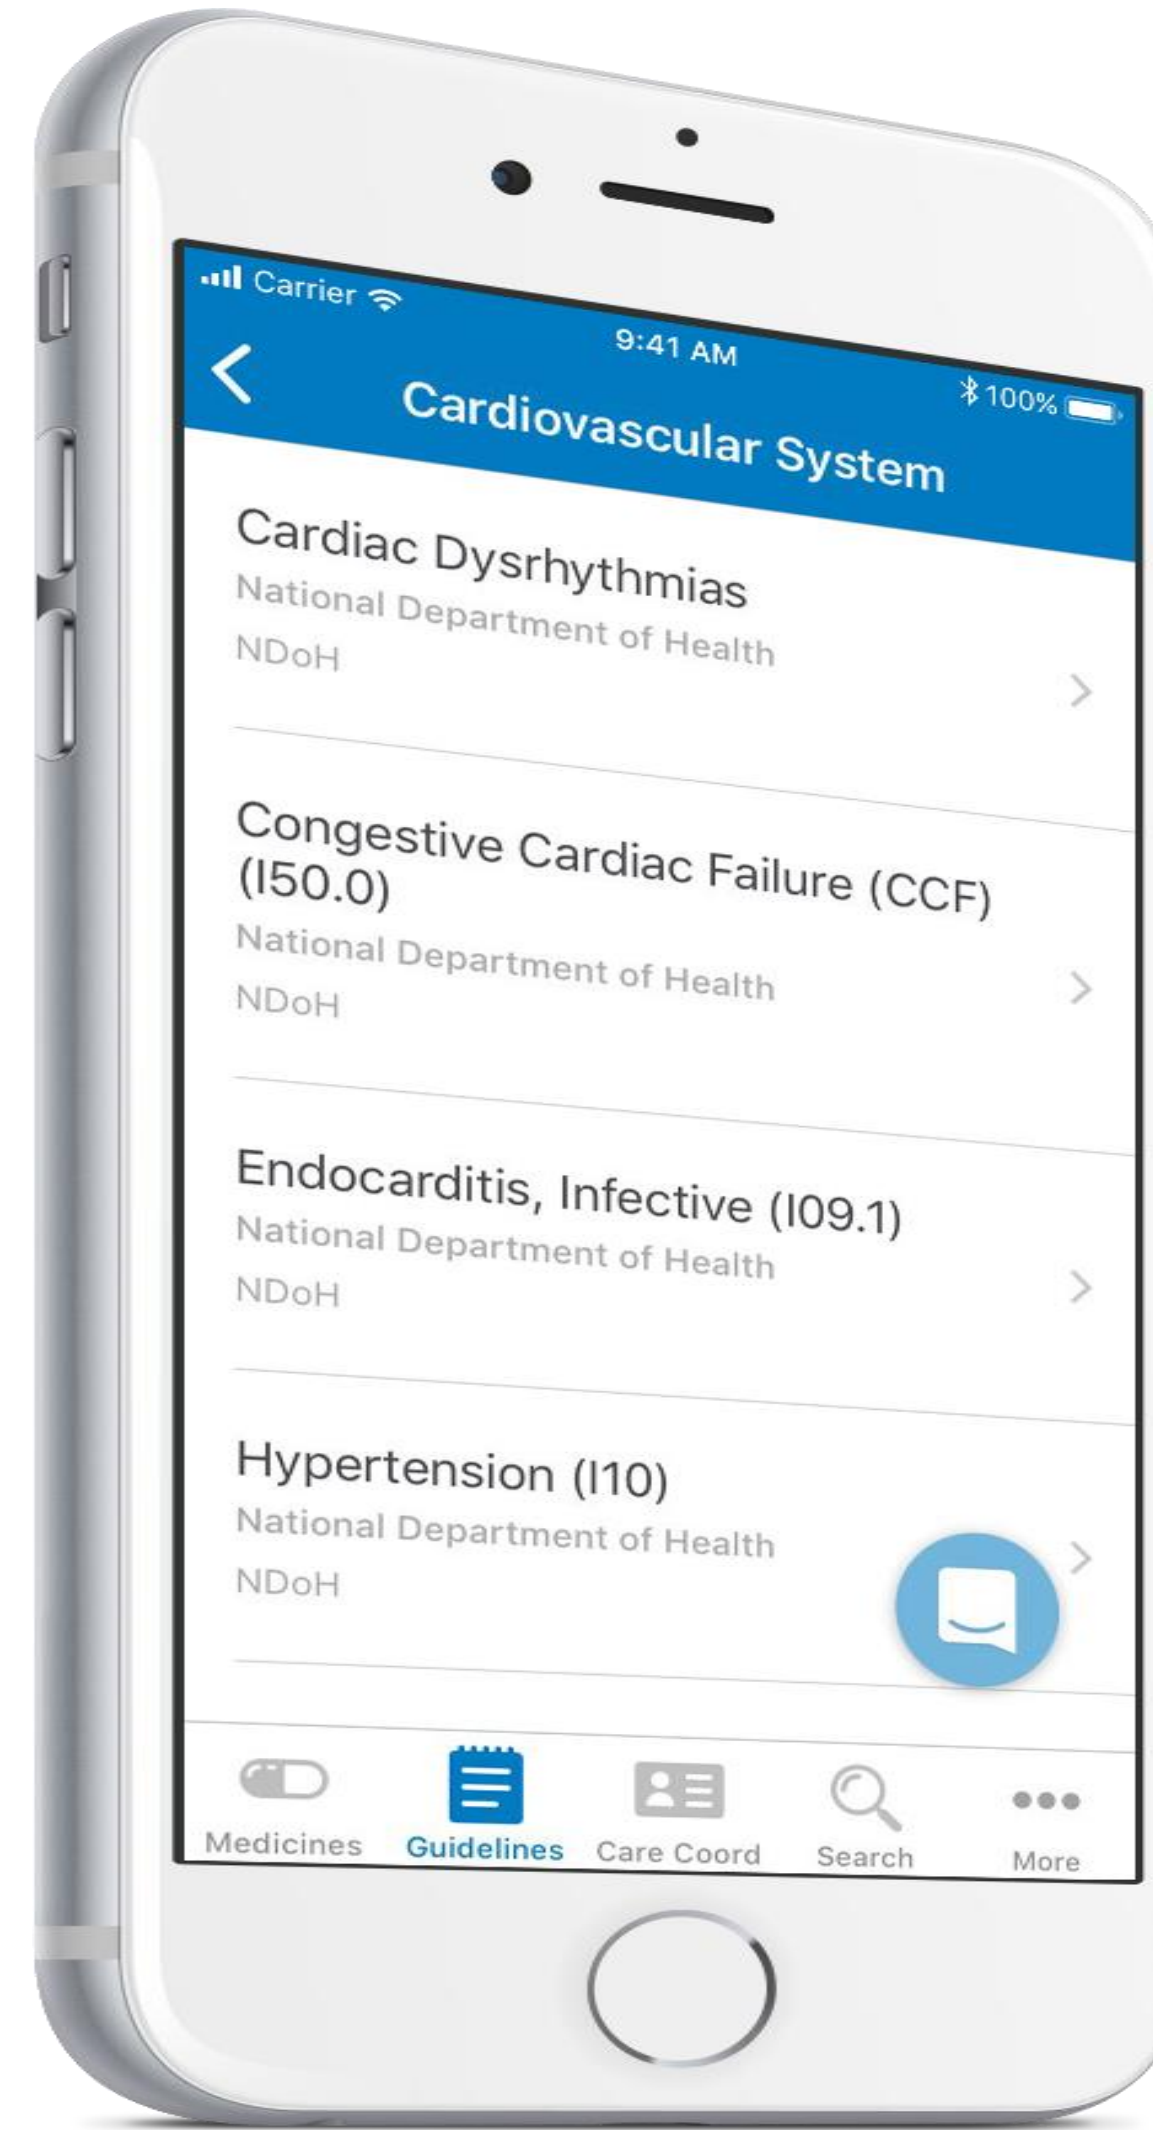 Carrier
9:41 AM
100%
Cardiovascular System
Cardiac Dysrhythmias
National Department of Health
NDoH
Congestive Cardiac Failure (CCF)
(I50.0)
National Department of Health
NDoH
Endocarditis, Infective (I09.1)
National Department of Health
NDoH
Hypertension (I10)
National Department of Health
NDoH
Medicines
Guidelines
Care Coord
Search
More